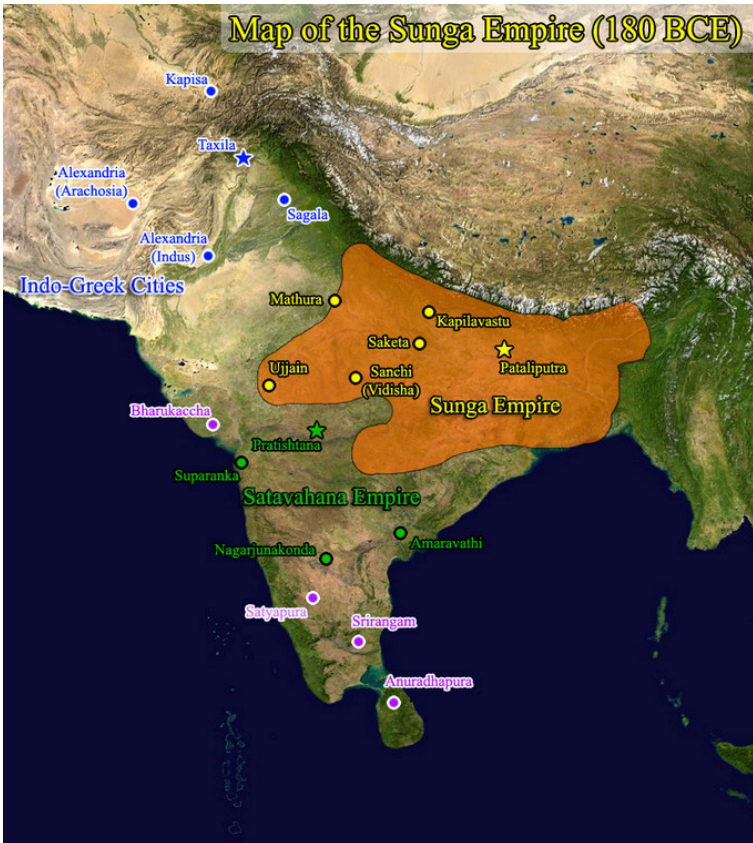 Map of the Sunga Empire (180 BCE)
Kapisa
Taxila
Alexandria
(Arachosia)
Sagala
Alexandria
(Indus)
Indo-Greek Cities
Mathura
Kapilavastu
Saketa
Ujjain
Sanchi
(Vidisha)
Pataliputra
Sunga Empire
Bharukaccha
Pratishtana
Suparanka
Satavahana Empire
Nagarjunakonda
Amaravathi
Satyapura
Srirangam
Anuradhapura